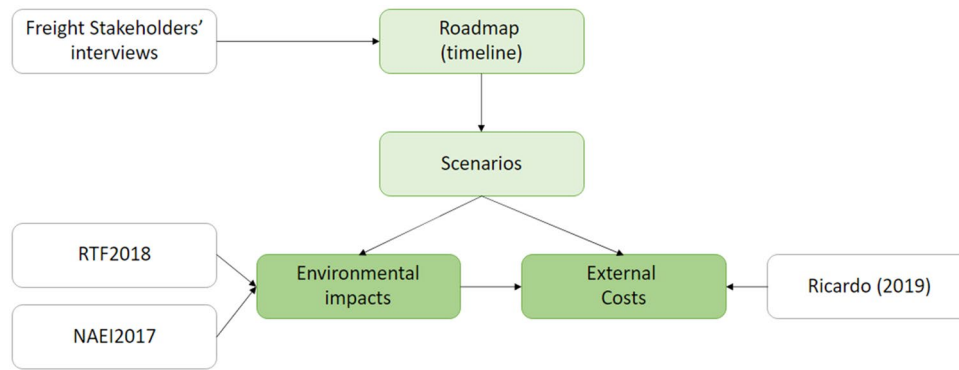 Freight Stakeholders’
interviews
Roadmap
(timeline)
Scenarios
RTF2018
NAEI2017
Environmental
impacts
External
Costs
Ricardo (2019)